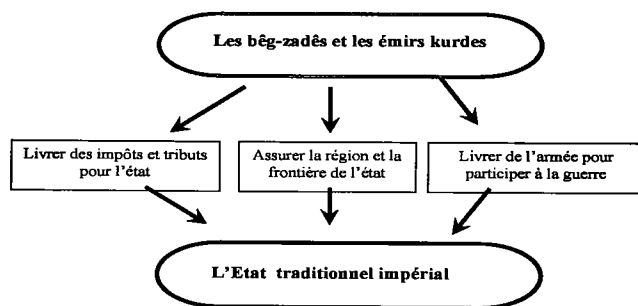 Les bêg-zadês et les émirs kurdes
Livrer des impôts et tributs
pour l'état
Assurer la région et la
frontière de l'état
Livrer de l'armée pour
participer à la guerre
L'Etat traditionnel impérial